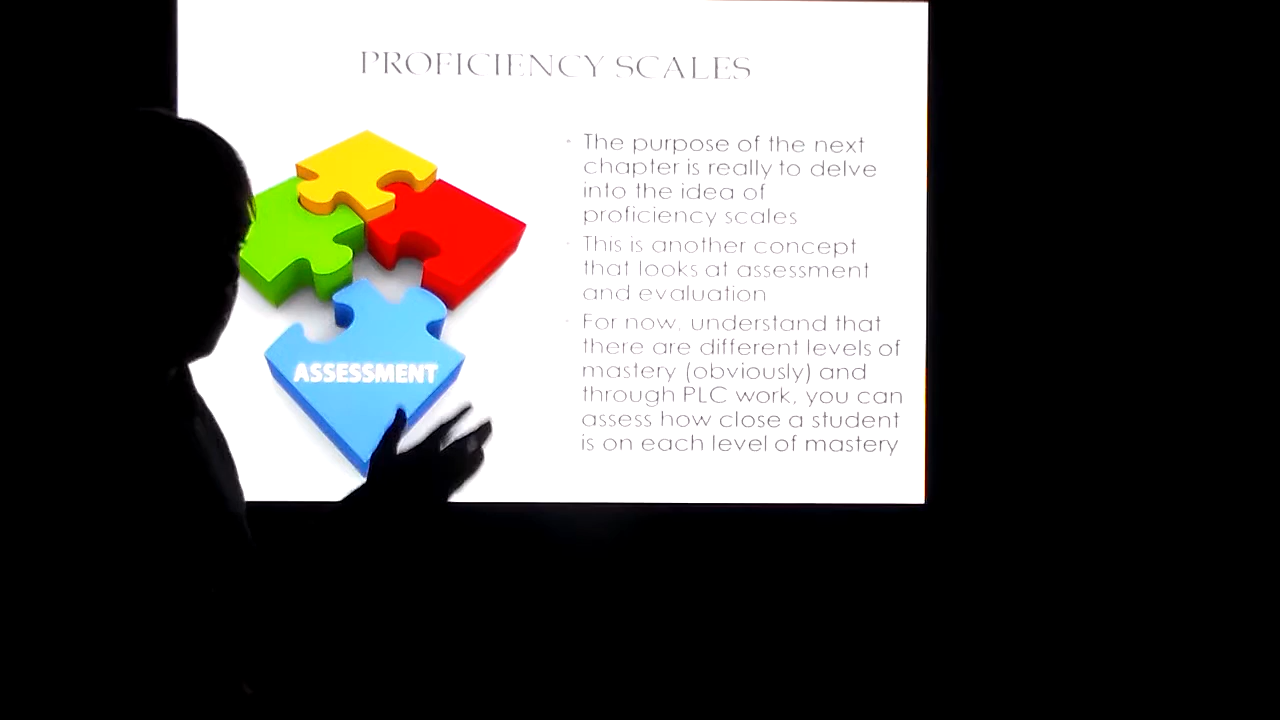 PROFICIENCY SCALES
ASSESSMENT
· The purpose of the next
chapter is really to delve
into the idea of
proficiency scales
· This is another concept
that looks at assessment
and evaluation
· For now, understand that
there are different levels of
mastery (obviously) and
through PLC work, you can
assess how close a student
is on each level of mastery